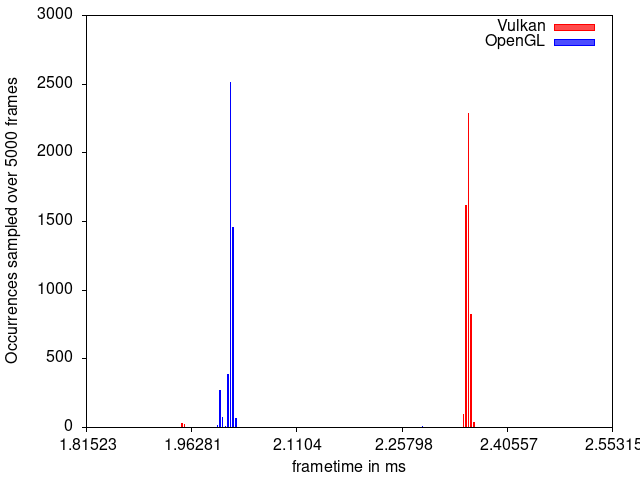 3000
Vulkan
OpenGL
2500
2000
1500
1000
500
0
Occurrences sampled over 5000 frames
1.81523 1.96281 2.1104 2.25798 2.40557 2.55315
frametime in ms